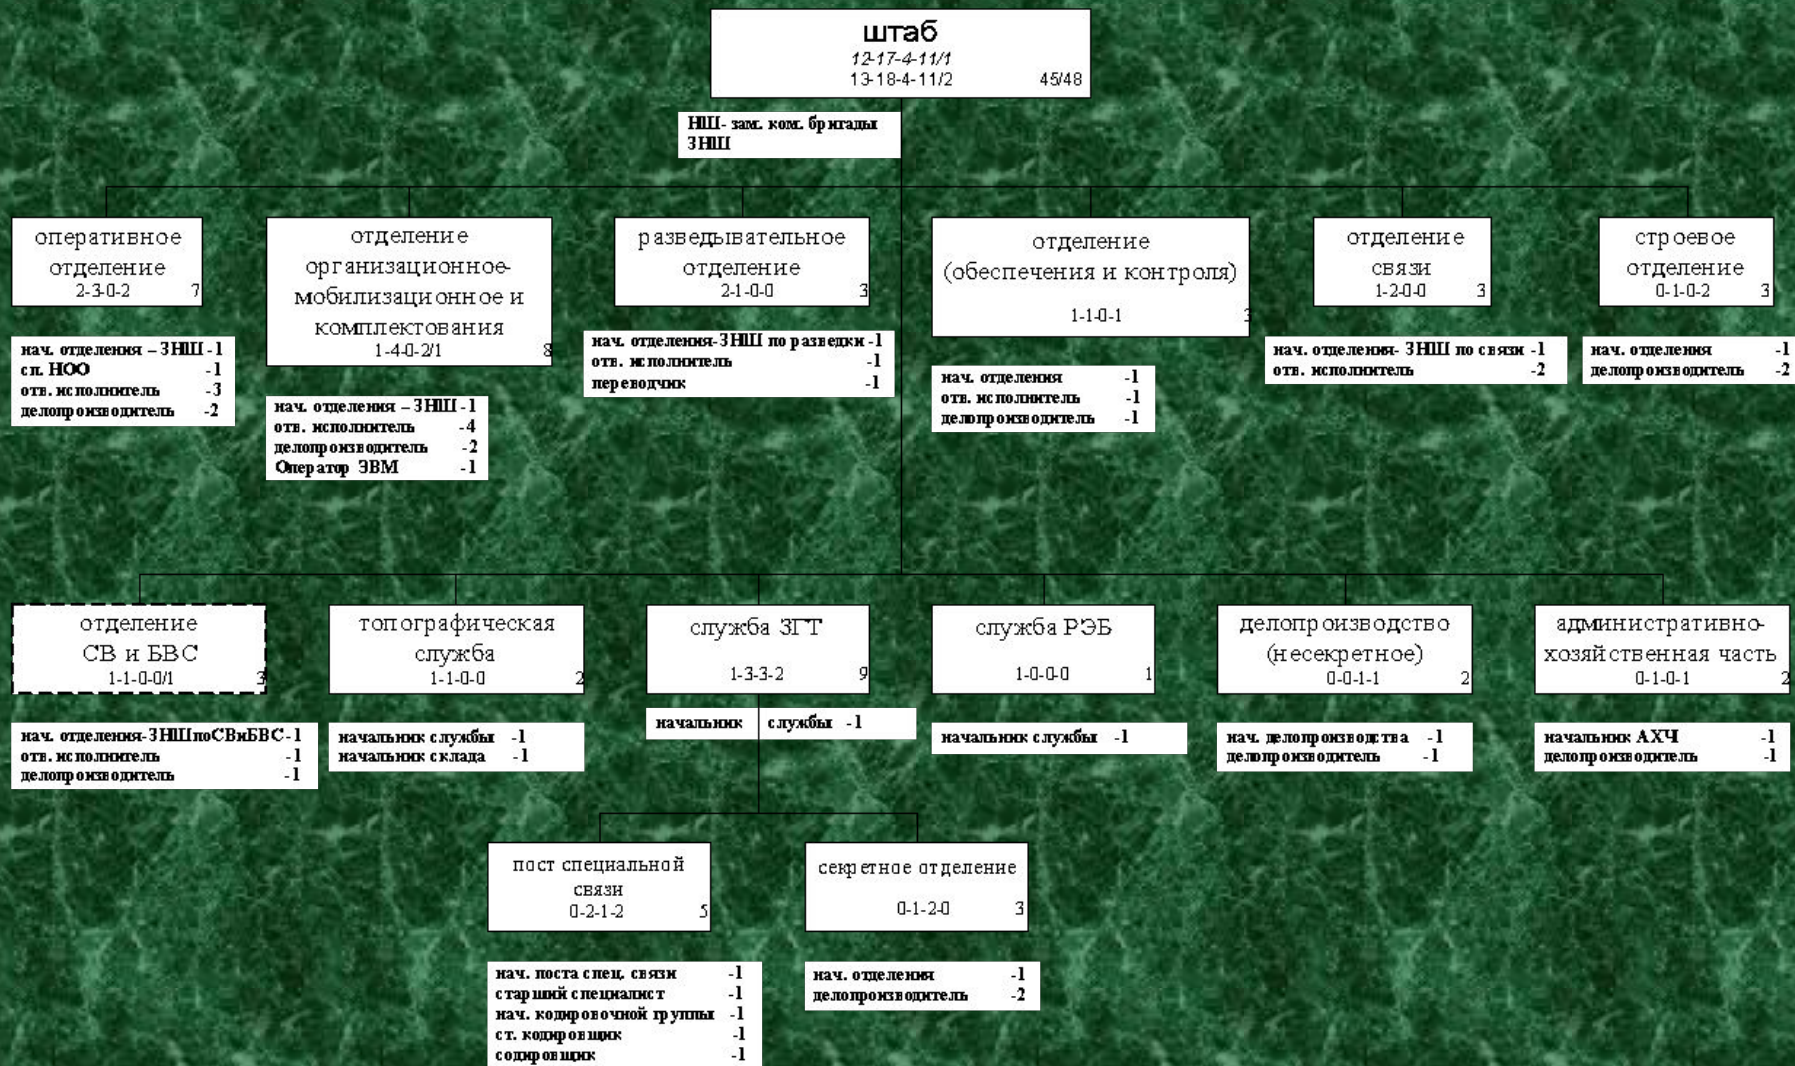 штаб
12-17-4-11/1
13-18-4-11/2 45/48
НШ- зам. ком. бригады
ЗНШ
оперативное
отделение
2-3-0-2 7
нач. отделения – ЗНШ -1
сп. НОО -1
отв. исполнитель -3
делопроизводитель -2
отделение
организационное-
мобилизационное и
комплектования
1-4-0-2/1 8
нач. отделения – ЗНШ -1
отв. исполнитель -4
делопроизводитель -2
Оператор ЭВМ -1
разведывательное
отделение
2-1-0-0 3
нач. отделения-ЗНШ по разведки -1
отв. исполнитель -1
переводчик -1
отделение
(обеспечения и контроля)
1-1-0-1 3
нач. отделения -1
отв. исполнитель -1
делопроизводитель -1
отделение
связи
1-2-0-0 3
нач. отделения- ЗНШ по связи -1
отв. исполнитель -2
строевое
отделение
0-1-0-2 3
нач. отделения -1
делопроизводитель -2
отделение
СВ и БВС
1-1-0-0/1 3
нач. отделения-ЗНШпоСВиБВС-1
отв. исполнитель -1
делопроизводитель -1
топографическая
служба
1-1-0-0 2
начальник службы -1
начальник склада -1
служба ЗГТ
1-3-3-2 9
начальник службы -1
служба РЭБ
1-0-0-0 1
начальник службы -1
делопроизводство
(несекретное)
0-0-1-1 2
нач. делопроизводства -1
делопроизводитель -1
административно-
хозяйственная часть
0-1-0-1 2
начальник АХЧ -1
делопроизводитель -1
пост специальной
связи
0-2-1-2 5
нач. поста спец. связи -1
старший специалист -1
нач. кодировочной группы -1
ст. кодировщик -1
содировщик -1
секретное отделение
0-1-2-0 3
нач. отделения -1
делопроизводитель -2